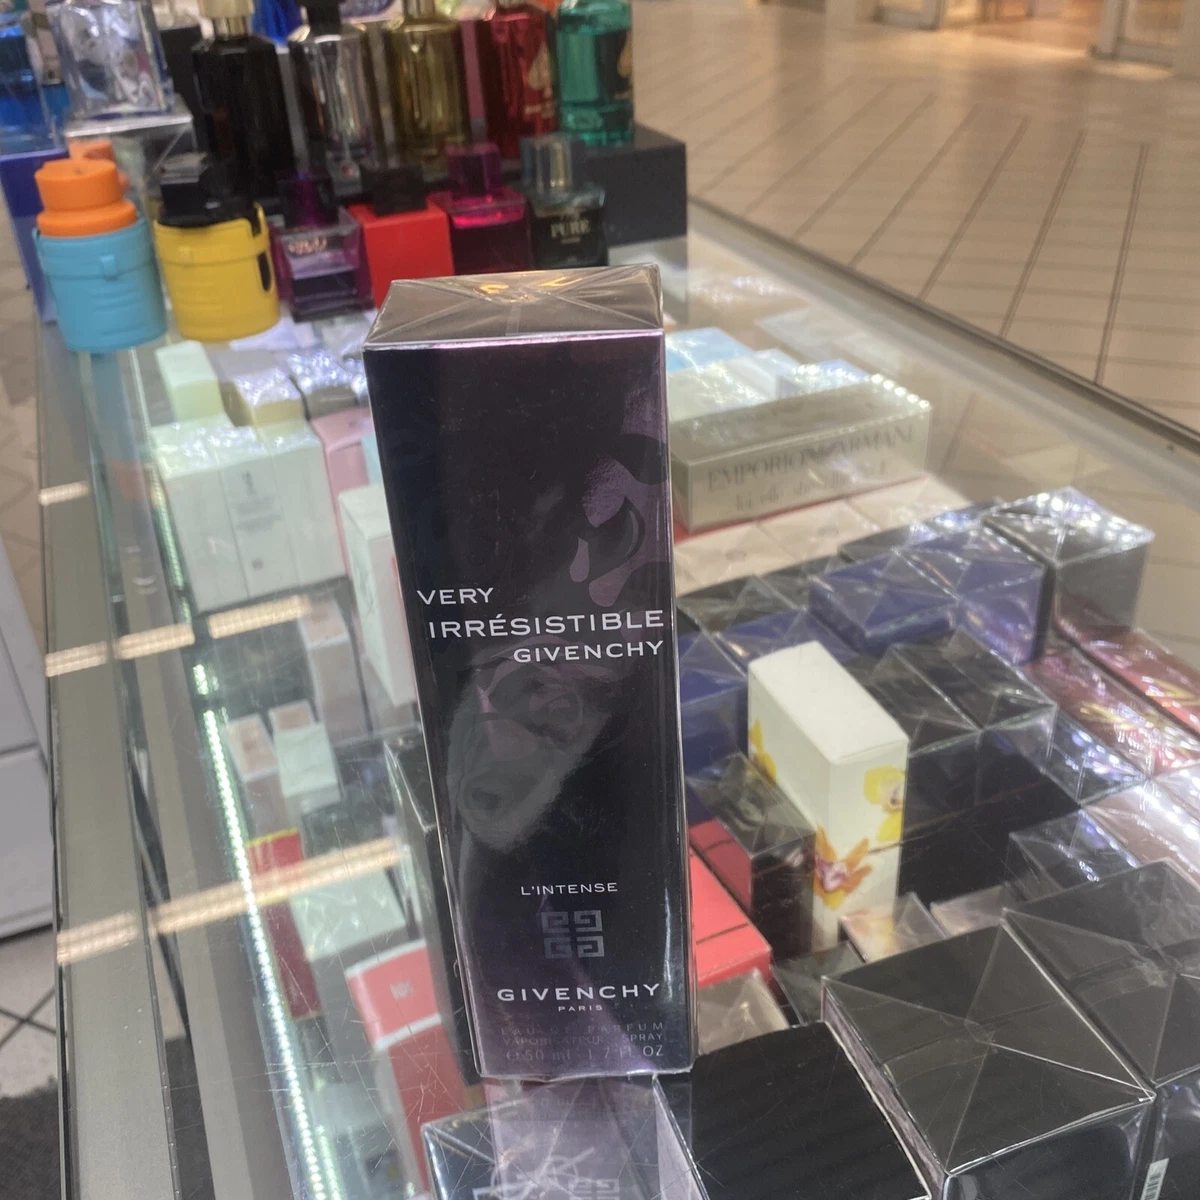 PURE
EMPORIO ARMANI
VERY
IRRÉSISTIBLE
GIVENCHY
L'INTENSE
GIVENCHY
PARIS
EAU DE PARFUM
VAPORISATEUR SPRAY
℮ 50 ml 1.7 FL OZ